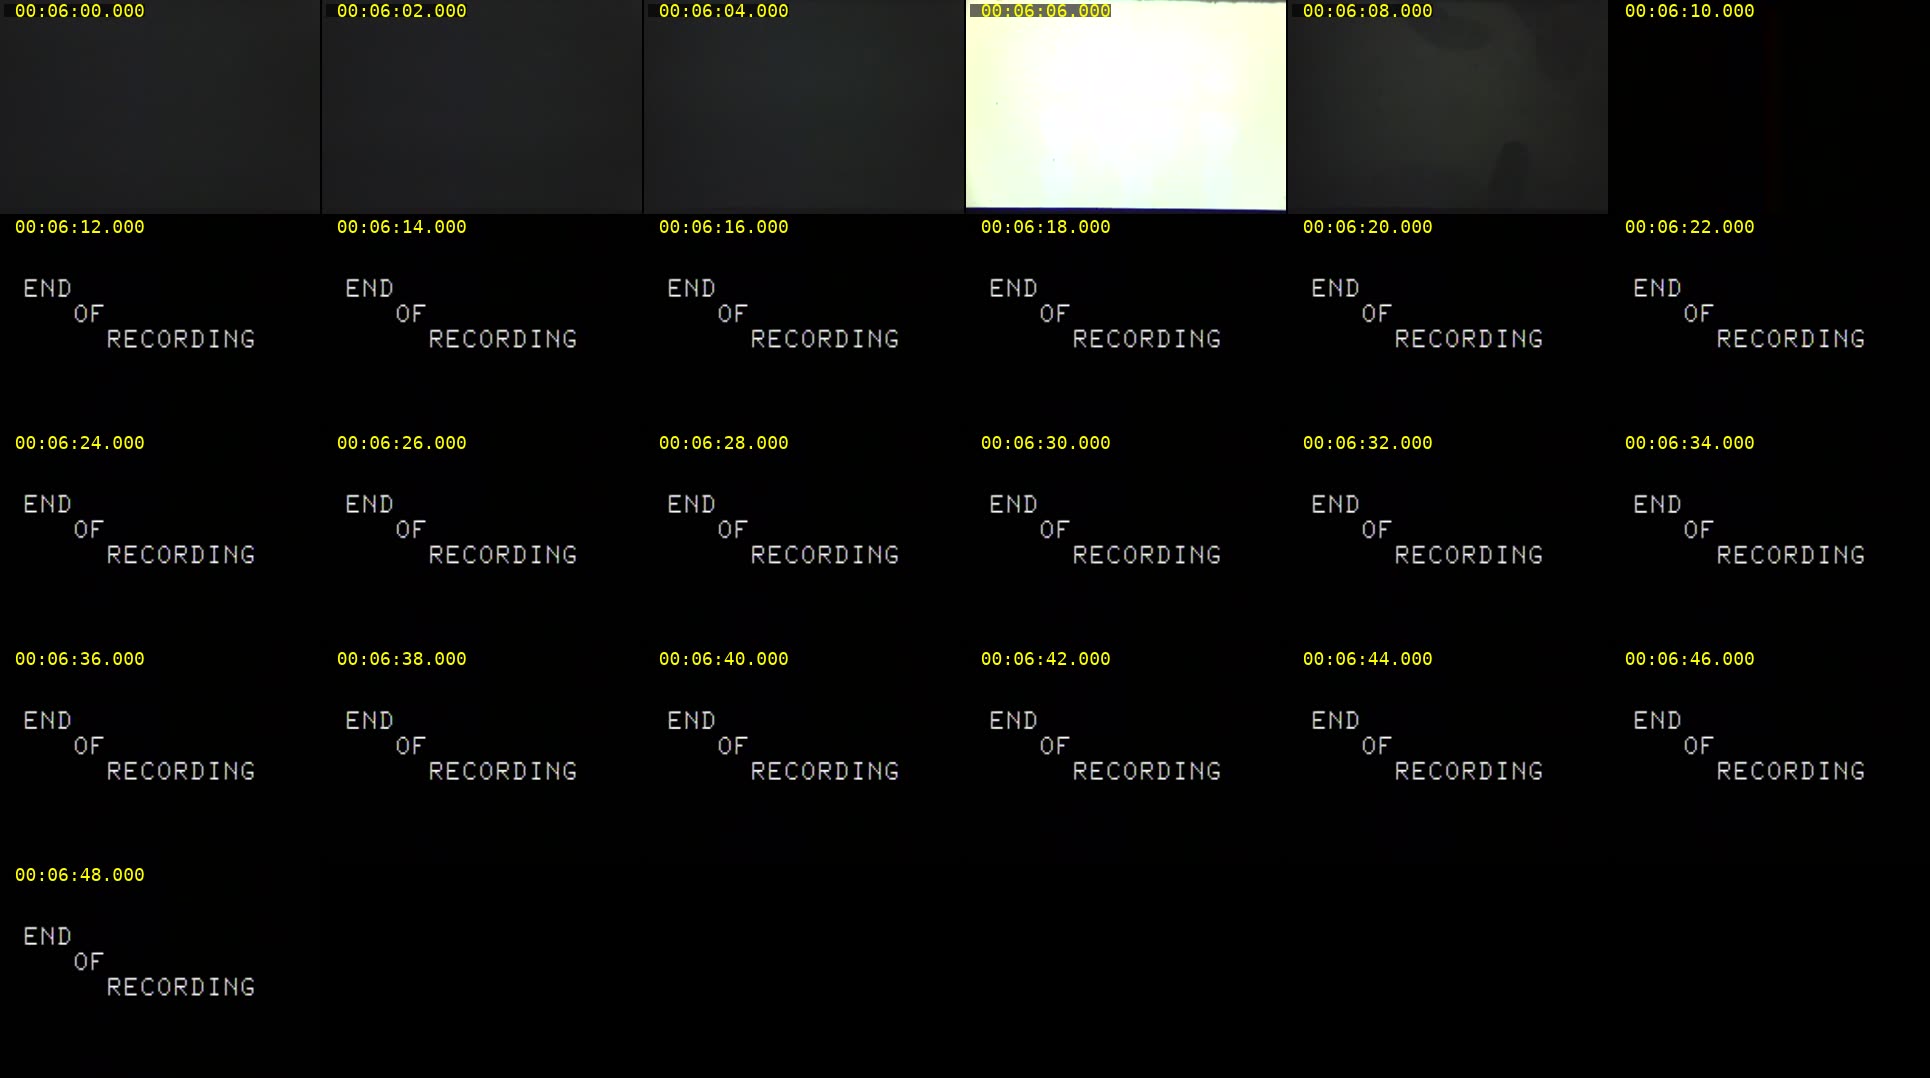 00:06:00.000 00:06:02.000 00:06:04.000 00:06:06.000 00:06:08.000 00:06:10.000
00:06:12.000 00:06:14.000 00:06:16.000 00:06:18.000 00:06:20.000 00:06:22.000
END END END END END END
OF OF OF OF OF OF
RECORDING RECORDING RECORDING RECORDING RECORDING RECORDING
00:06:24.000 00:06:26.000 00:06:28.000 00:06:30.000 00:06:32.000 00:06:34.000
END END END END END END
OF OF OF OF OF OF
RECORDING RECORDING RECORDING RECORDING RECORDING RECORDING
00:06:36.000 00:06:38.000 00:06:40.000 00:06:42.000 00:06:44.000 00:06:46.000
END END END END END END
OF OF OF OF OF OF
RECORDING RECORDING RECORDING RECORDING RECORDING RECORDING
00:06:48.000
END
OF
RECORDING